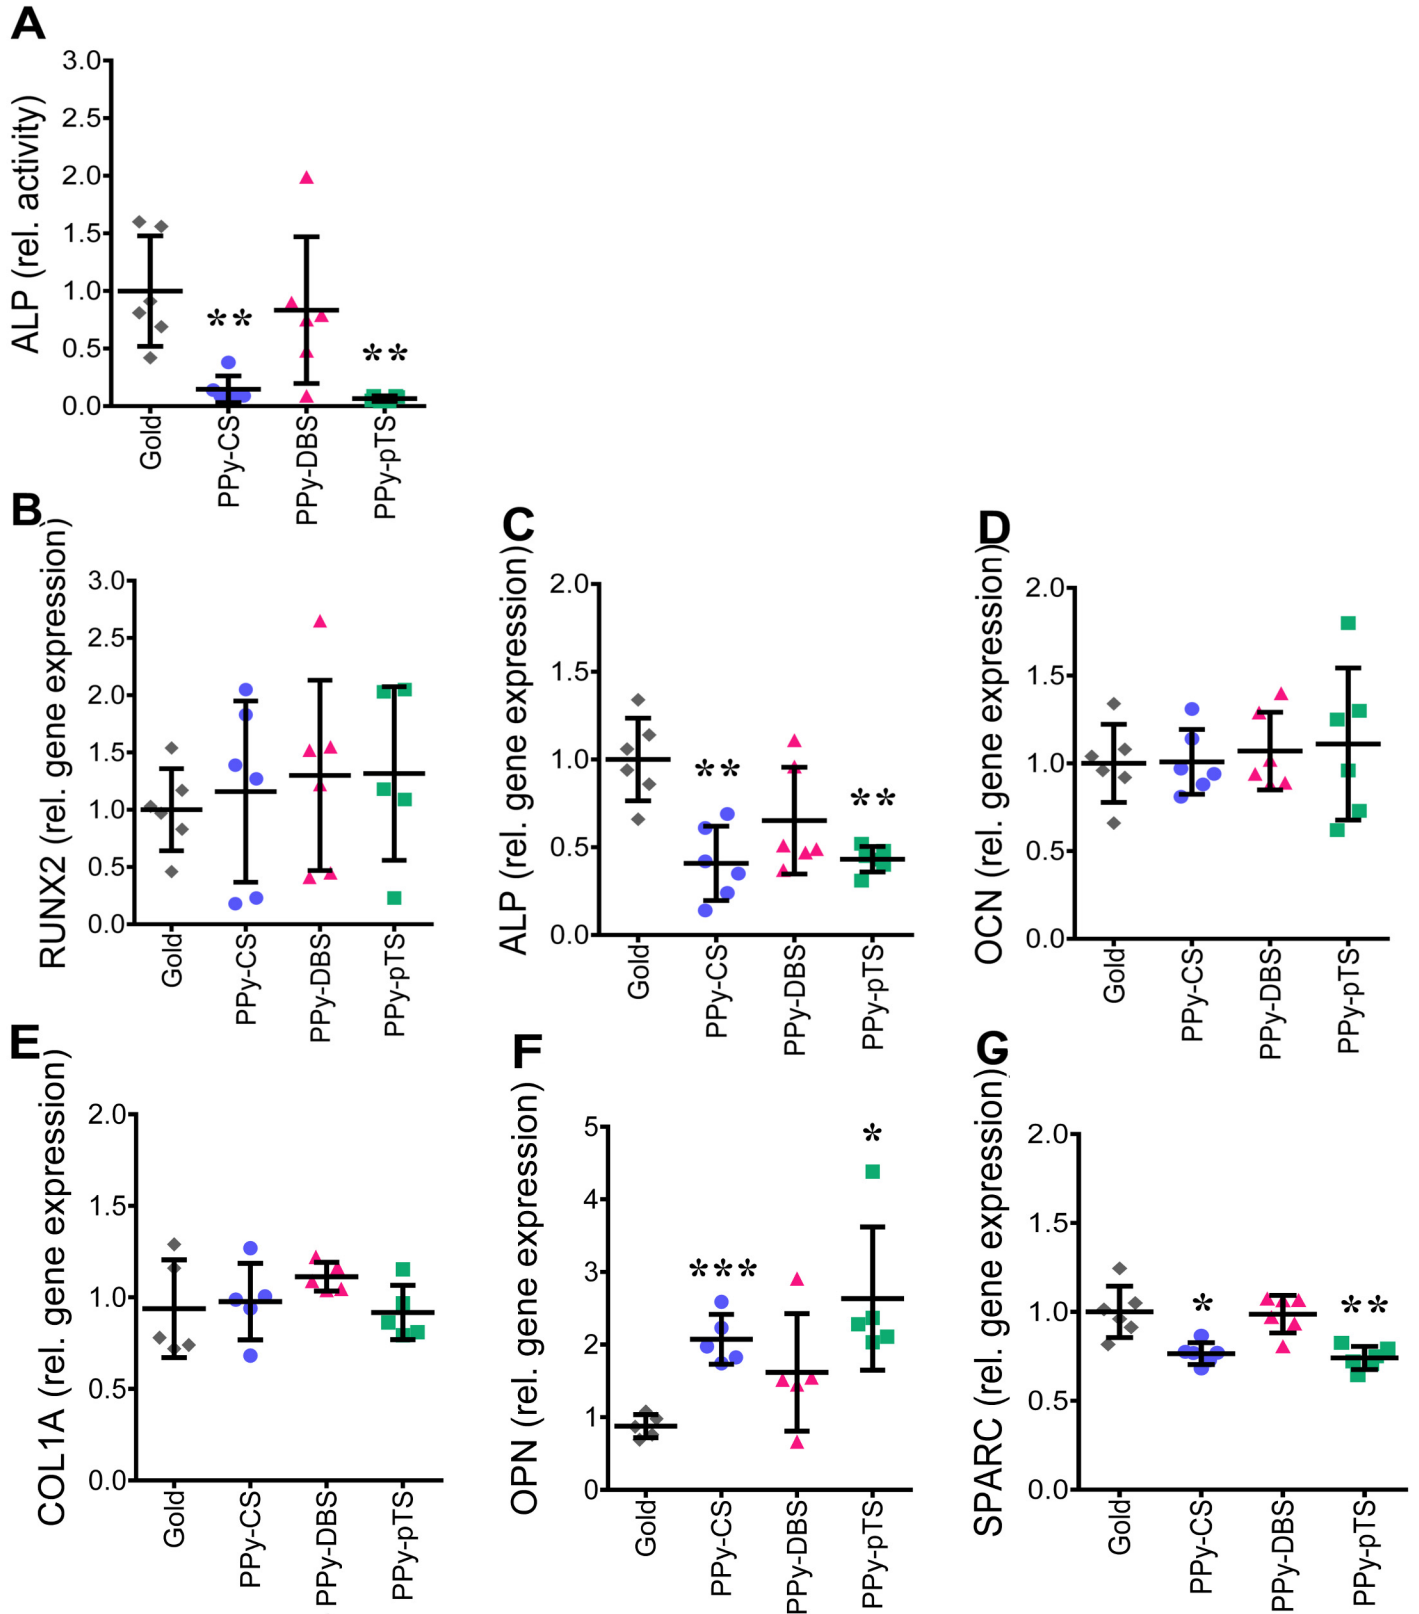 A
ALP (rel. activity)
3.0
2.5
2.0
1.5
1.0
0.5
0.0
**
**
Gold
PPy-CS
PPy-DBS
PPy-pTS
B
RUNX2 (rel. gene expression)
3.0
2.5
2.0
1.5
1.0
0.5
0.0
Gold
PPy-CS
PPy-DBS
PPy-pTS
C
ALP (rel. gene expression)
2.0
1.5
1.0
0.5
0.0
**
**
Gold
PPy-CS
PPy-DBS
PPy-pTS
D
OCN (rel. gene expression)
2.0
1.5
1.0
0.5
0.0
Gold
PPy-CS
PPy-DBS
PPy-pTS
E
COL1A (rel. gene expression)
2.0
1.5
1.0
0.5
0.0
Gold
PPy-CS
PPy-DBS
PPy-pTS
F
OPN (rel. gene expression)
5
4
3
2
1
0
***
*
Gold
PPy-CS
PPy-DBS
PPy-pTS
G
SPARC (rel. gene expression)
2.0
1.5
1.0
0.5
0.0
*
**
Gold
PPy-CS
PPy-DBS
PPy-pTS